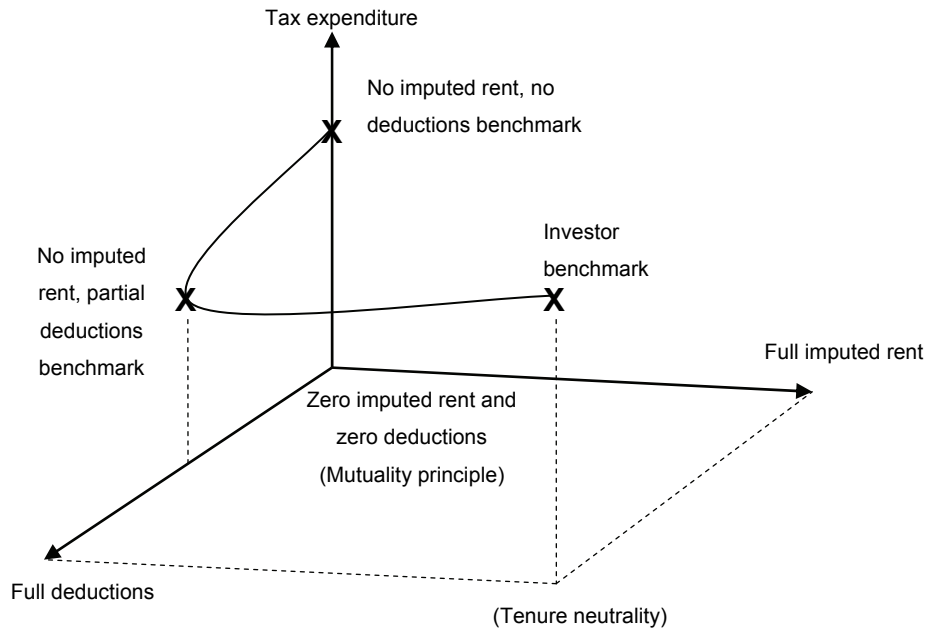 Tax expenditure
No imputed rent, no
deductions benchmark
X
Investor
benchmark
No imputed
rent, partial
deductions
benchmark
X
X
Full imputed rent
Zero imputed rent and
zero deductions
(Mutuality principle)
Full deductions
(Tenure neutrality)